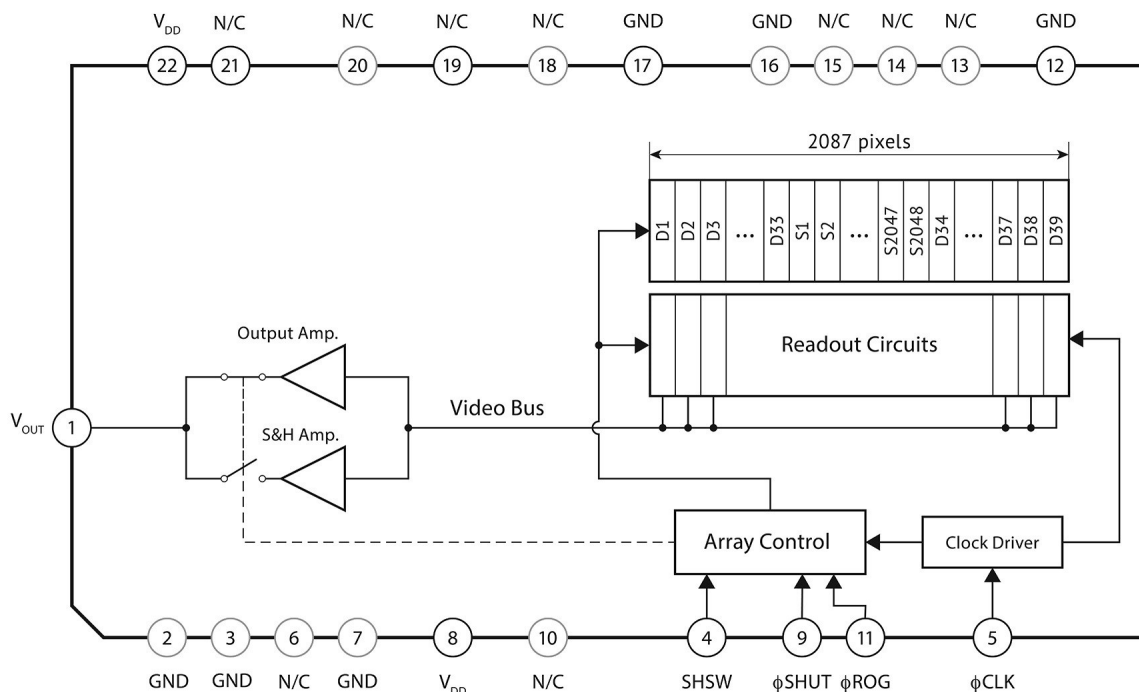 V_DD N/C N/C N/C N/C GND GND N/C N/C N/C GND
22 21 20 19 18 17 16 15 14 13 12
2087 pixels
D1 D2 D3 ... D33 S1 S2 ... S2047 S2048 D34 ... D37 D38 D39
Output Amp.
Readout Circuits
Video Bus
V_OUT 1
S&H Amp.
Array Control
Clock Driver
2 3 6 7 8 10 4 9 11 5
GND GND N/C GND V_DD N/C SHSW ϕSHUT ϕROG ϕCLK